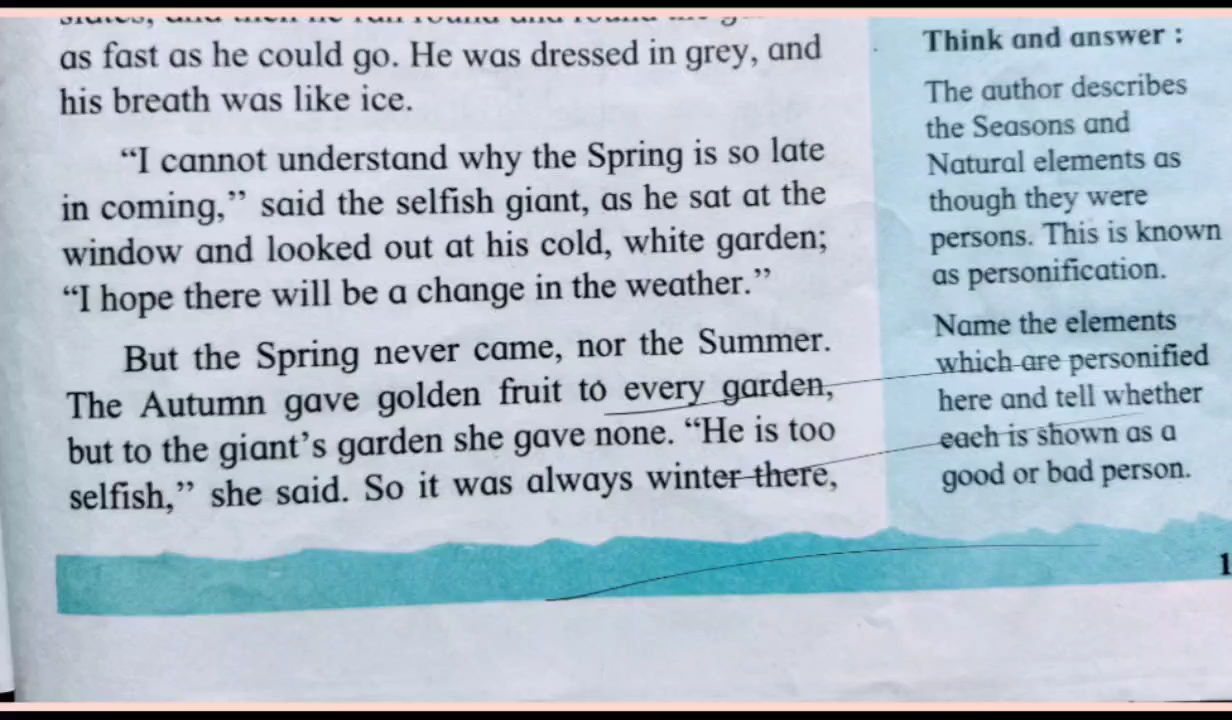 as fast as he could go. He was dressed in grey, and
his breath was like ice.
“I cannot understand why the Spring is so late
in coming,” said the selfish giant, as he sat at the
window and looked out at his cold, white garden;
“I hope there will be a change in the weather.”
But the Spring never came, nor the Summer.
The Autumn gave golden fruit to every garden,
but to the giant’s garden she gave none. “He is too
selfish,” she said. So it was always winter there,
Think and answer :
The author describes
the Seasons and
Natural elements as
though they were
persons. This is known
as personification.
Name the elements
which are personified
here and tell whether
each is shown as a
good or bad person.